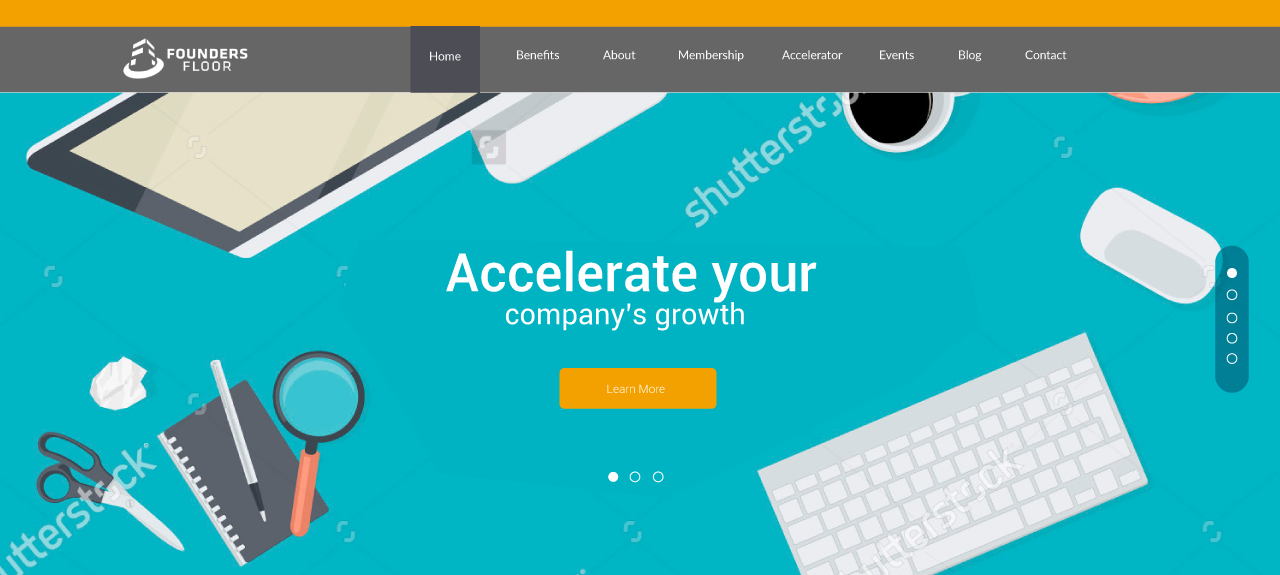 FOUNDERS
FLOOR
Home Benefits About Membership Accelerator Events Blog Contact
shutterstock
Accelerate your
company's growth
Learn More
shutterstock
shutterstock